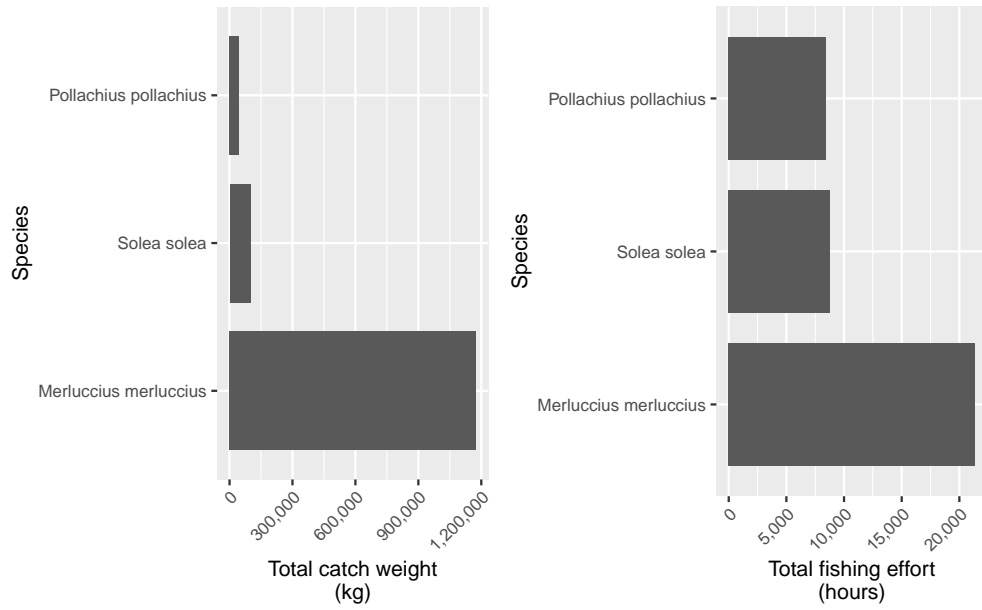 Species
Pollachius pollachius
Solea solea
Merluccius merluccius
0
300,000
600,000
900,000
1,200,000
Total catch weight
(kg)
Species
Pollachius pollachius
Solea solea
Merluccius merluccius
0
5,000
10,000
15,000
20,000
Total fishing effort
(hours)